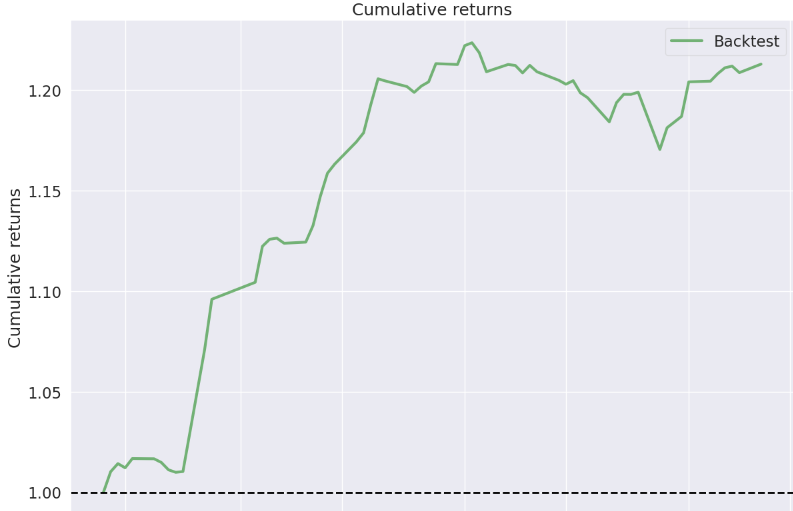 Cumulative returns
Backtest
1.20
1.15
1.10
1.05
1.00
Cumulative returns